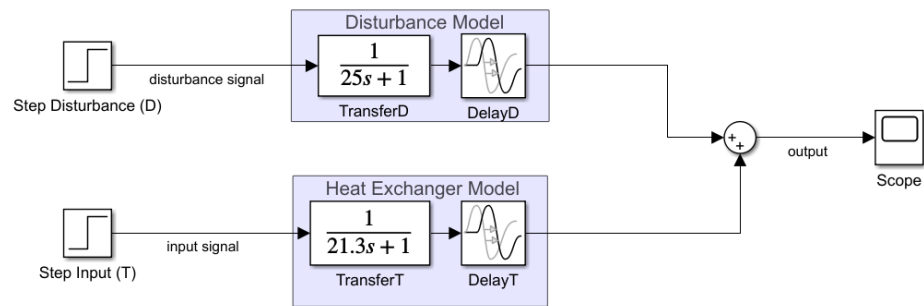 Disturbance Model
1
25s + 1
disturbance signal
Step Disturbance (D)
TransferD
DelayD
+
+
output
Scope
Heat Exchanger Model
1
21.3s + 1
input signal
Step Input (T)
TransferT
DelayT